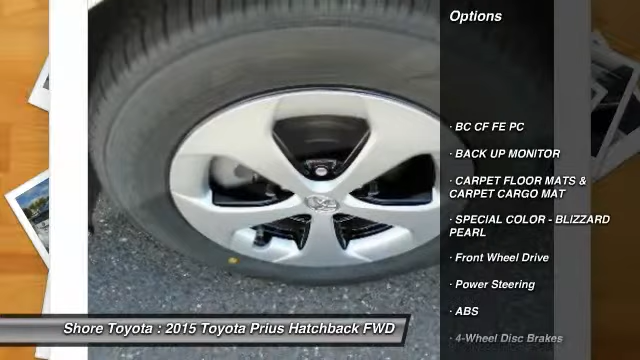 Options
· BC CF FE PC
· BACK UP MONITOR
· CARPET FLOOR MATS &
CARPET CARGO MAT
· SPECIAL COLOR - BLIZZARD
PEARL
· Front Wheel Drive
· Power Steering
· ABS
· 4-Wheel Disc Brakes
Shore Toyota : 2015 Toyota Prius Hatchback FWD